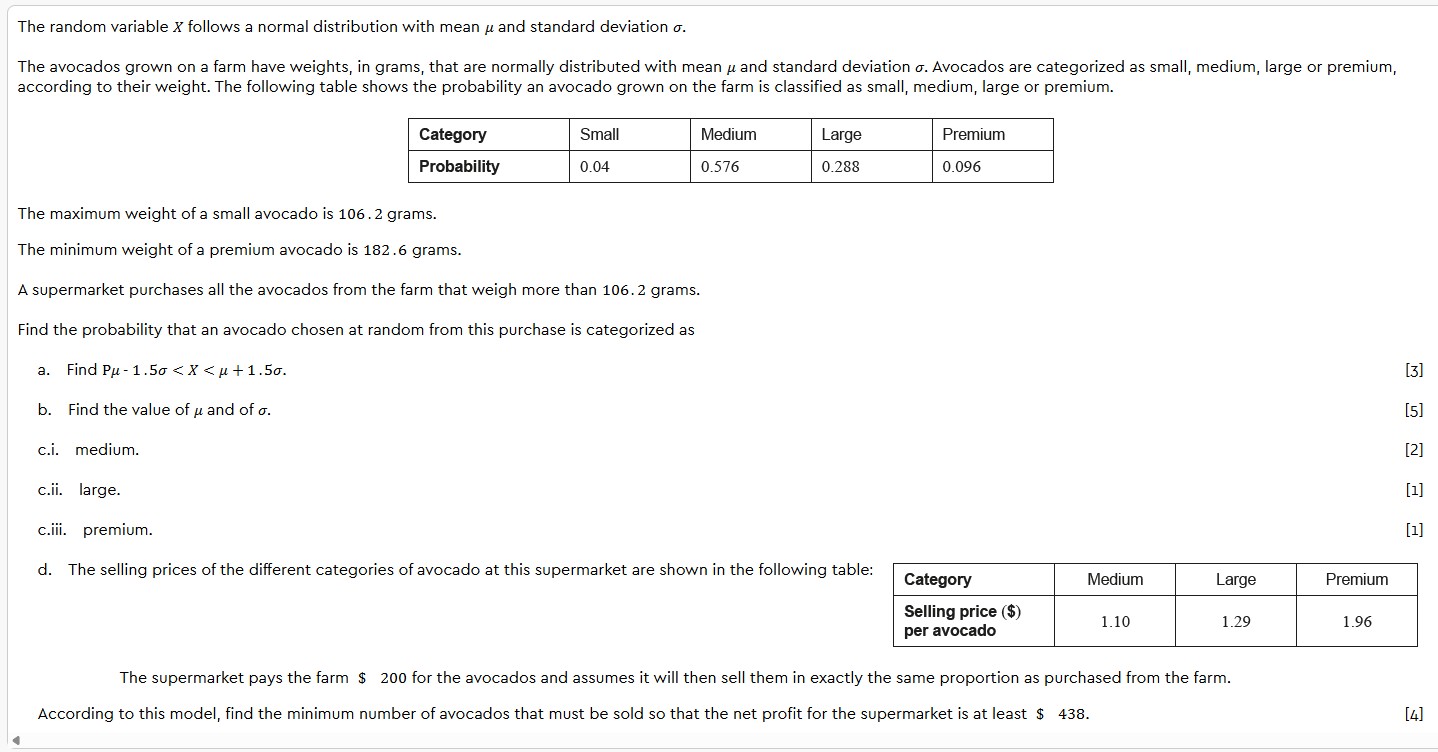 The random variable X follows a normal distribution with mean μ and standard deviation σ.
The avocados grown on a farm have weights, in grams, that are normally distributed with mean μ and standard deviation σ. Avocados are categorized as small, medium, large or premium,
according to their weight. The following table shows the probability an avocado grown on the farm is classified as small, medium, large or premium.
Category Small Medium Large Premium
Probability 0.04 0.576 0.288 0.096
The maximum weight of a small avocado is 106.2 grams.
The minimum weight of a premium avocado is 182.6 grams.
A supermarket purchases all the avocados from the farm that weigh more than 106.2 grams.
Find the probability that an avocado chosen at random from this purchase is categorized as
a. Find Pμ - 1.5σ < X < μ + 1.5σ. [3]
b. Find the value of μ and of σ. [5]
c.i. medium. [2]
c.ii. large. [1]
c.iii. premium. [1]
d. The selling prices of the different categories of avocado at this supermarket are shown in the following table:
Category Medium Large Premium
Selling price ($)
per avocado 1.10 1.29 1.96
The supermarket pays the farm $ 200 for the avocados and assumes it will then sell them in exactly the same proportion as purchased from the farm.
According to this model, find the minimum number of avocados that must be sold so that the net profit for the supermarket is at least $ 438. [4]